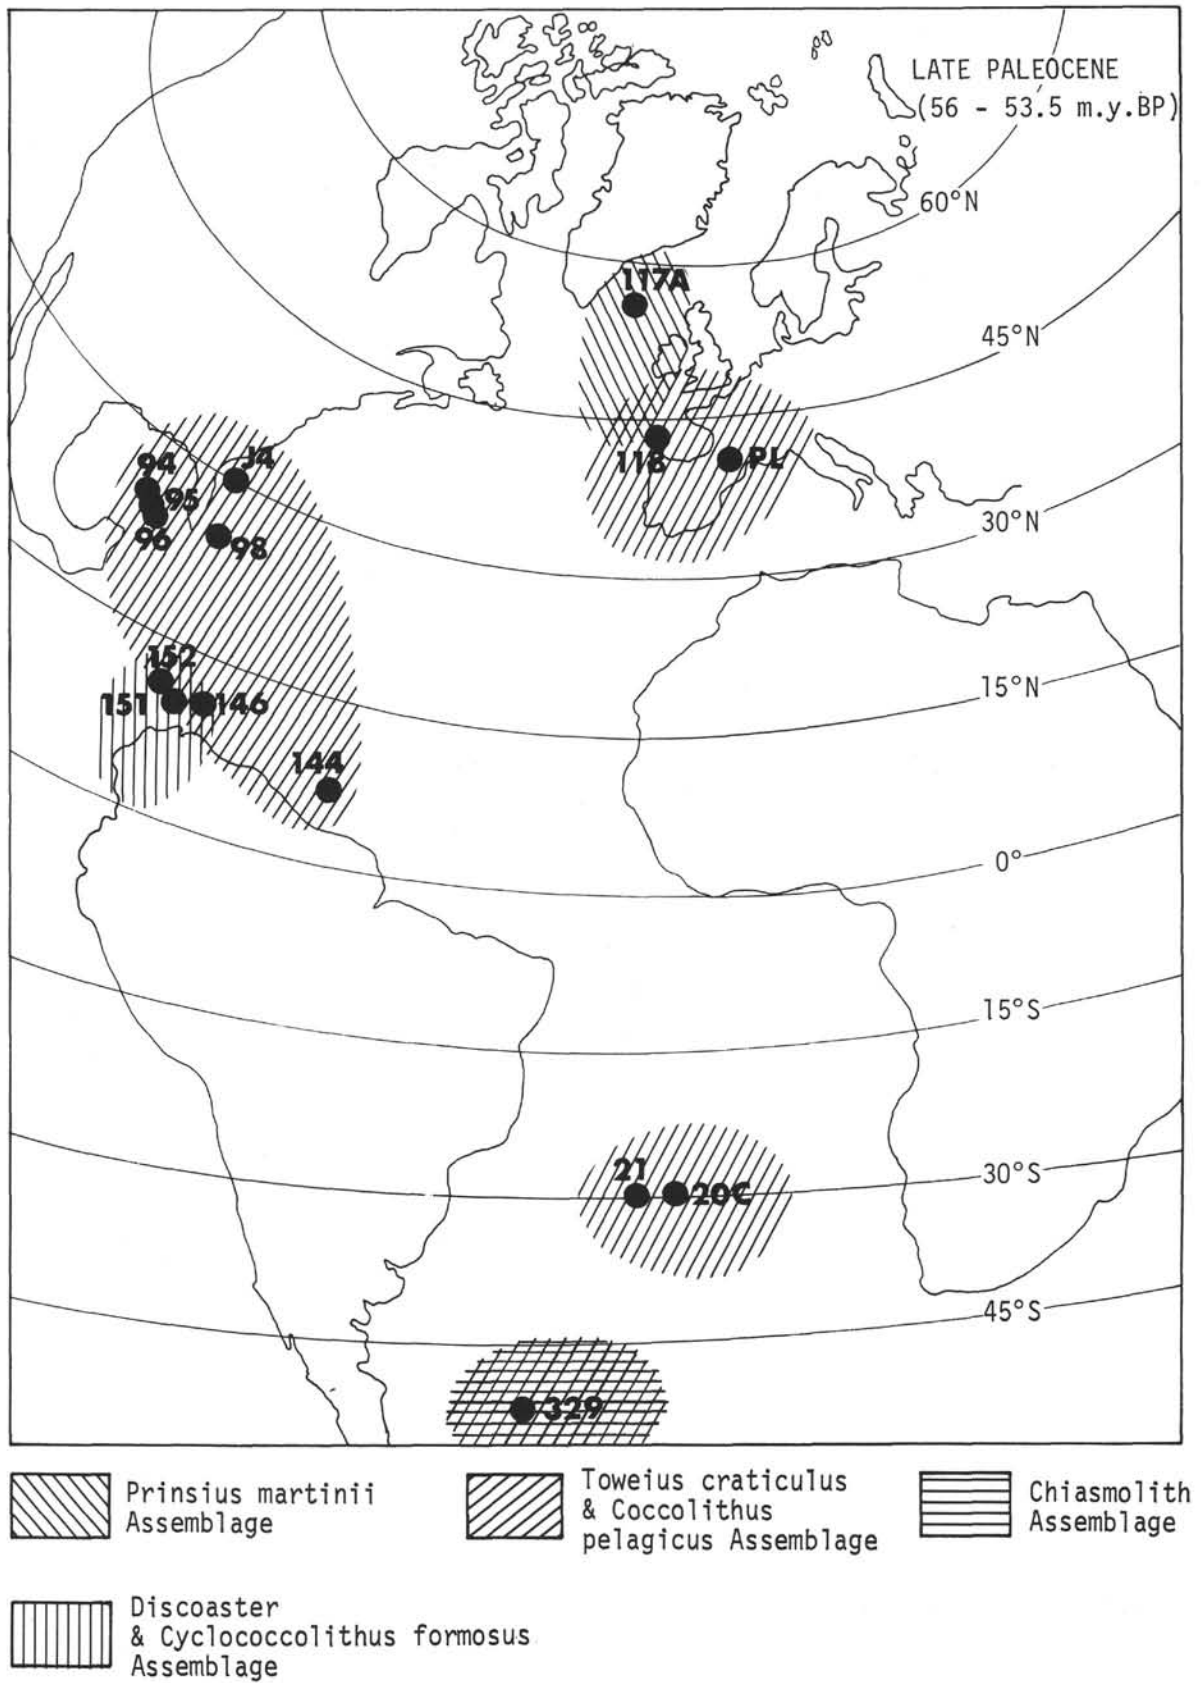 LATE PALEOCENE
(56 - 53.5 m.y.BP)
60°N
117A
45°N
94
J4
118
PL
95
96
98
30°N
152
151
146
15°N
144
0°
15°S
21
20C
30°S
45°S
329
Prinsius martinii
Assemblage
Toweius craticulus
& Coccolithus
pelagicus Assemblage
Chiasmolith
Assemblage
Discoaster
& Cyclococcolithus formosus
Assemblage